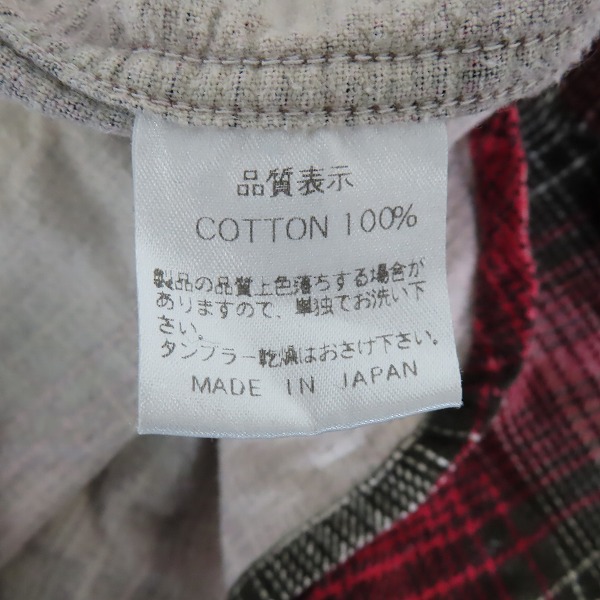 品質表示
COTTON 100%
製品の品質上色落ちする場合が
ありますので、単独でお洗い下
さい。
タンブラー乾燥はおさけ下さい。
MADE IN JAPAN